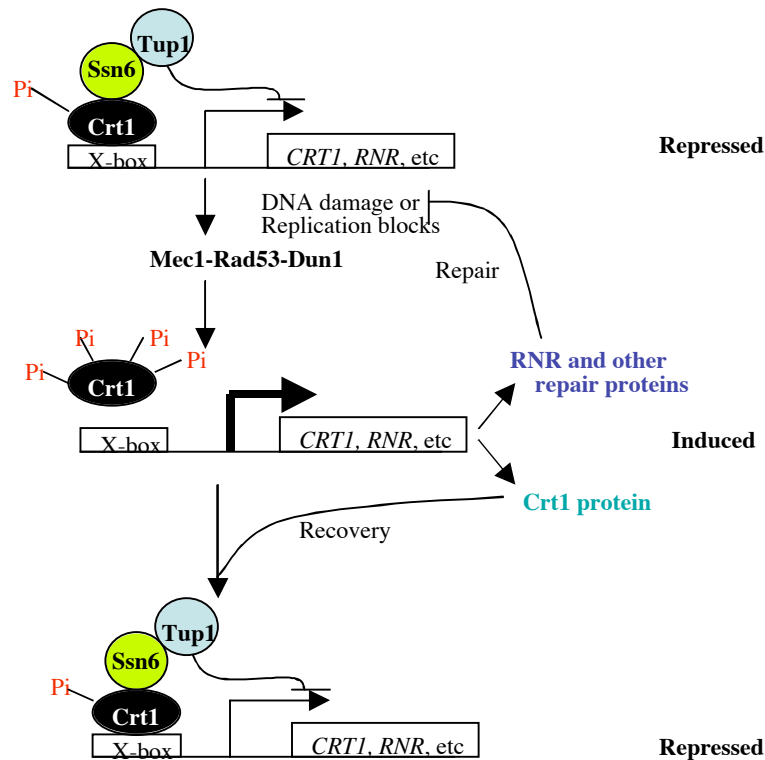 Tup1
Ssn6
Pi
Crt1
X-box
CRT1, RNR, etc
Repressed
DNA damage or
Replication blocks
Mec1-Rad53-Dun1
Repair
Pi
Pi
Pi
Pi
Crt1
RNR and other
repair proteins
X-box
CRT1, RNR, etc
Induced
Crt1 protein
Recovery
Tup1
Ssn6
Pi
Crt1
X-box
CRT1, RNR, etc
Repressed